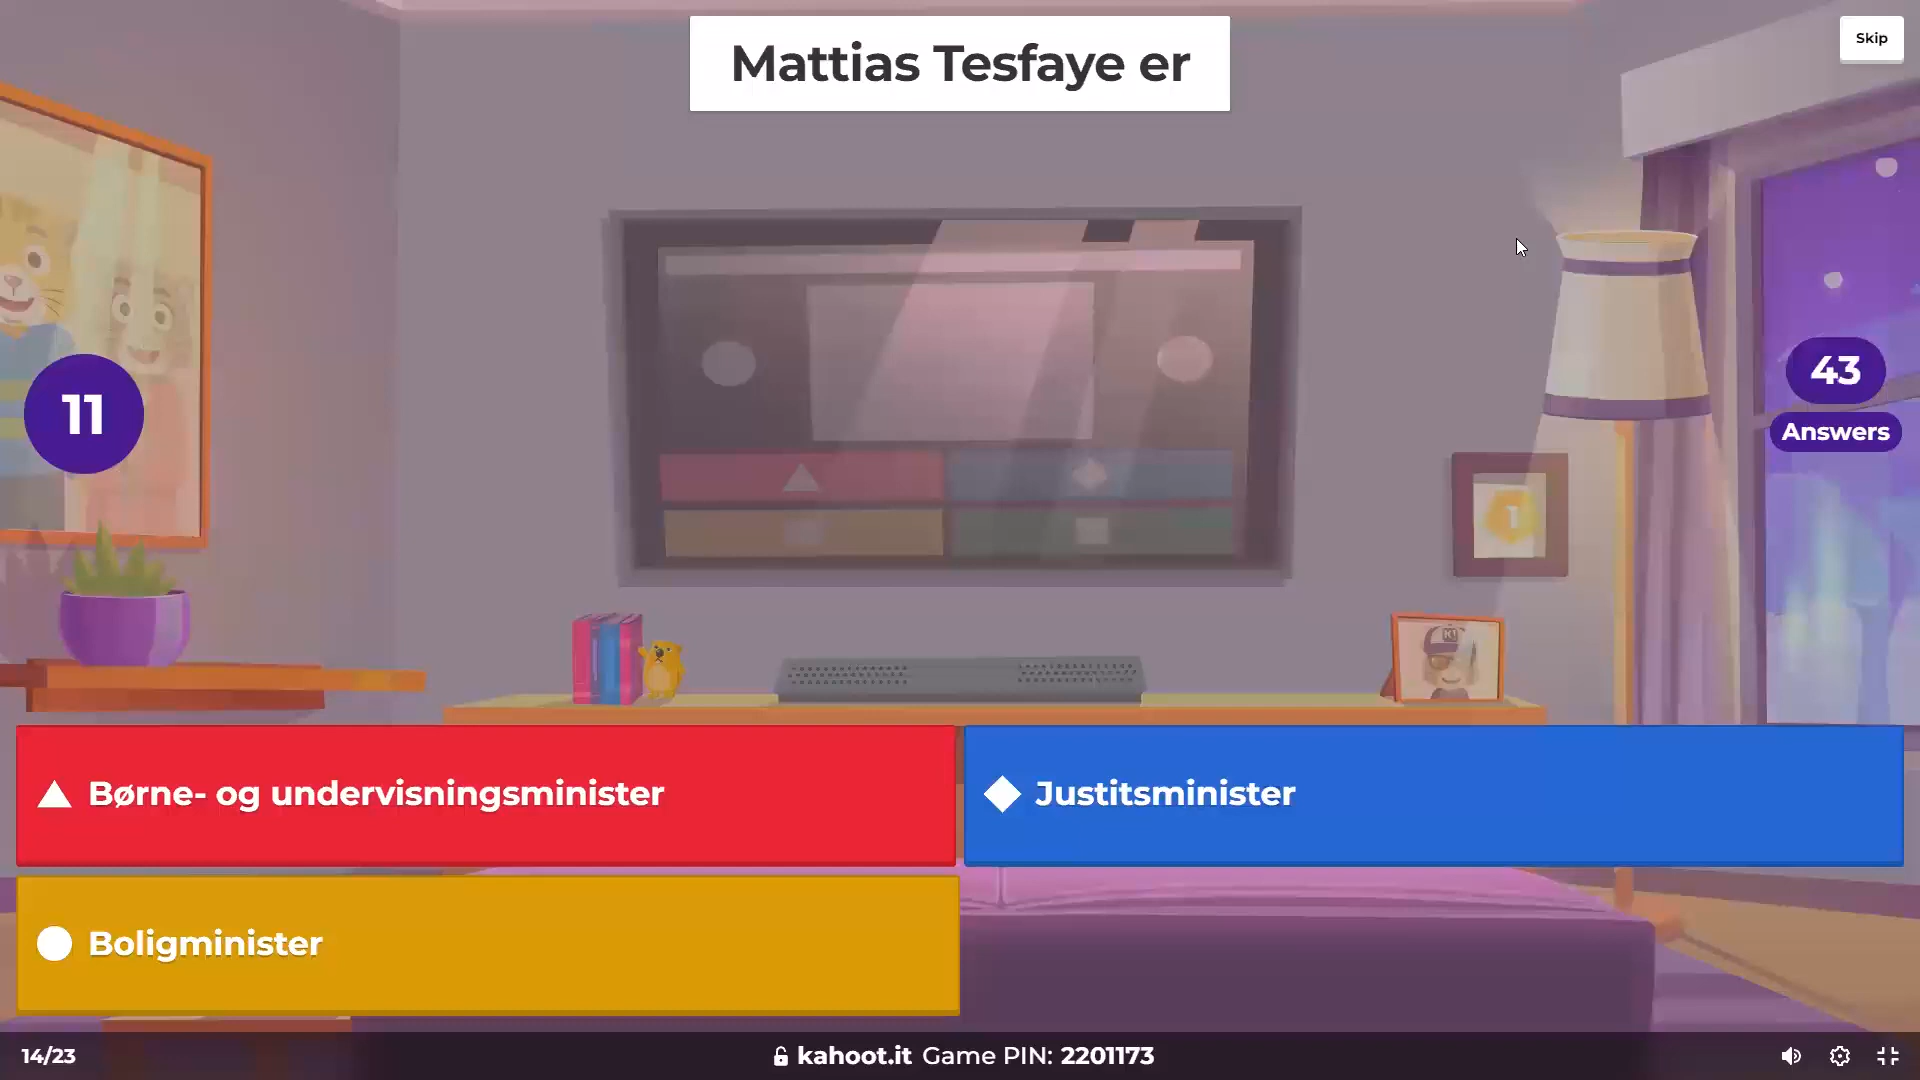 Mattias Tesfaye er
Skip
11
43
Answers
Børne- og undervisningsminister
Justitsminister
Boligminister
14/23
kahoot.it Game PIN: 2201173